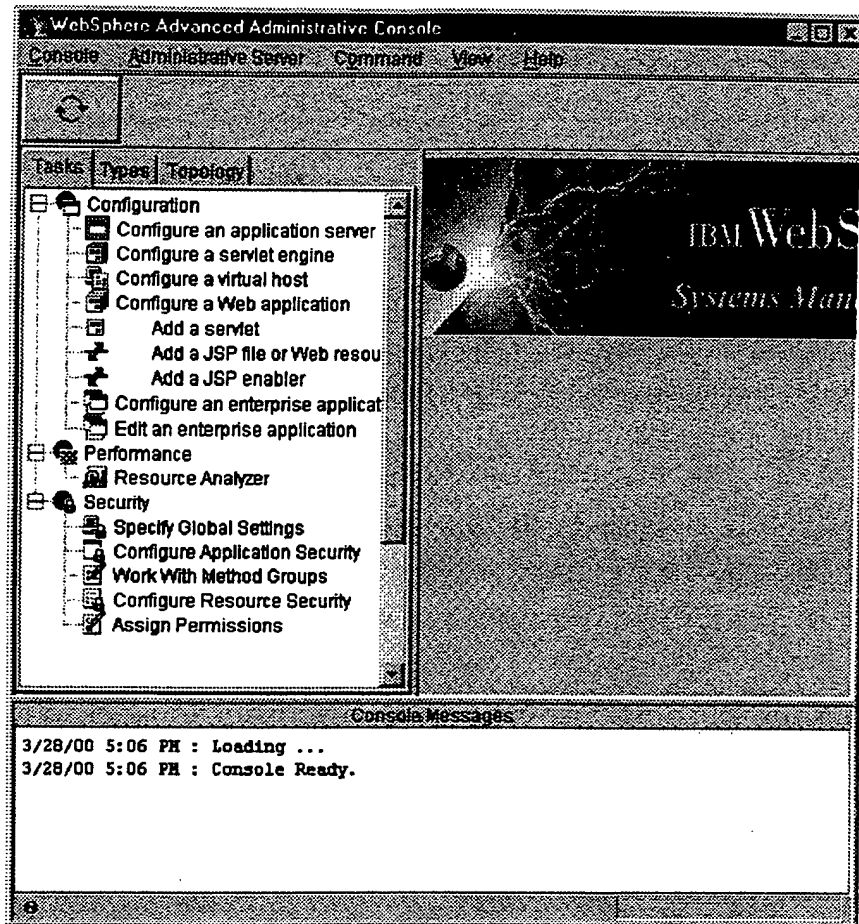 WebSphere Advanced Administrative Console
Console Administrative Server Command View Help
Tasks Types Topology
Configuration
Configure an application server
Configure a servlet engine
Configure a virtual host
Configure a Web application
Add a servlet
Add a JSP file or Web resou
Add a JSP enabler
Configure an enterprise applicat
Edit an enterprise application
Performance
Resource Analyzer
Security
Specify Global Settings
Configure Application Security
Work With Method Groups
Configure Resource Security
Assign Permissions
IBM WebS
Systems Man
Console Messages
3/28/00 5:06 PM : Loading ...
3/28/00 5:06 PM : Console Ready.